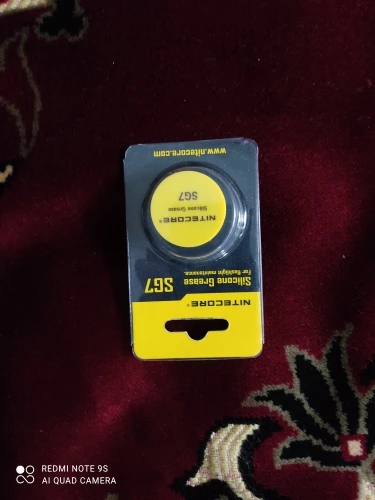 NITECORE®
Silicone Grease SG7
For flashlight maintenance.
NITECORE®
Silicone Grease
SG7
www.nitecore.com
REDMI NOTE 9S
AI QUAD CAMERA